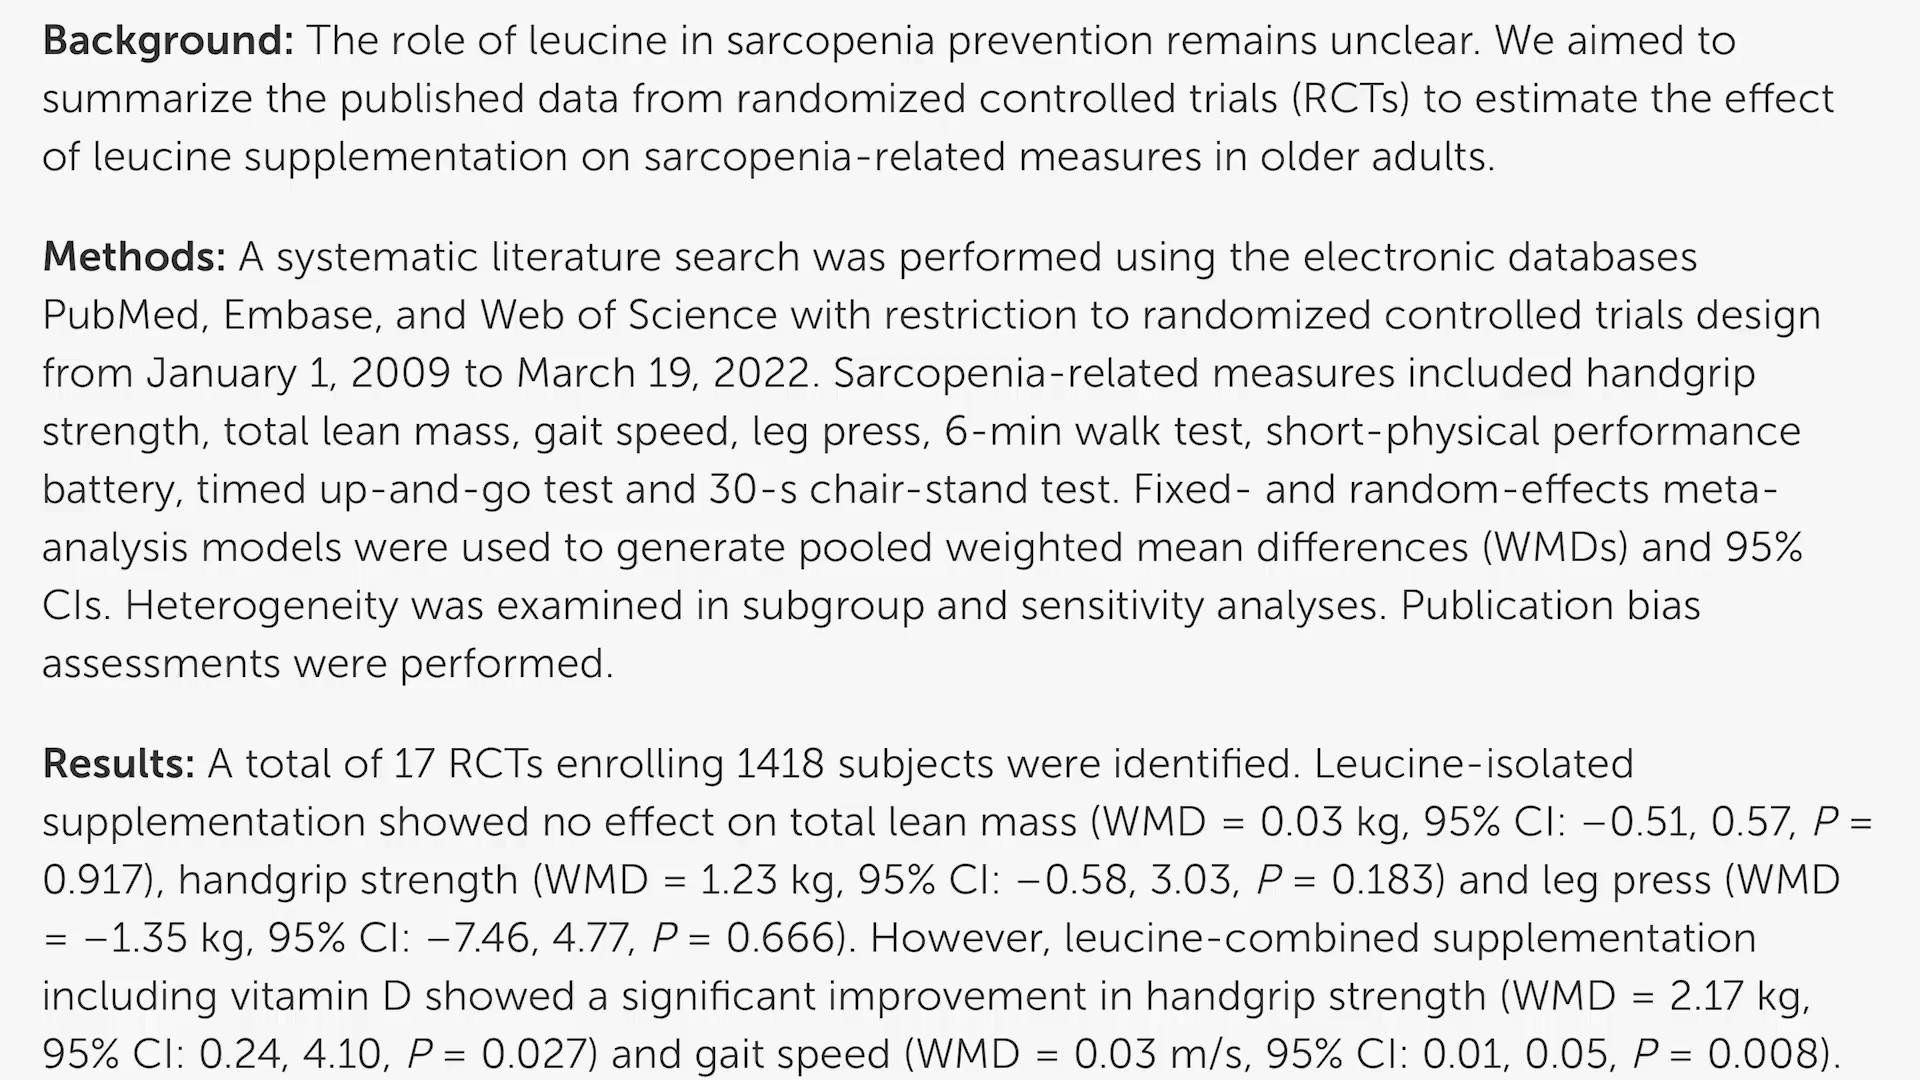 Background: The role of leucine in sarcopenia prevention remains unclear. We aimed to
summarize the published data from randomized controlled trials (RCTs) to estimate the effect
of leucine supplementation on sarcopenia-related measures in older adults.
Methods: A systematic literature search was performed using the electronic databases
PubMed, Embase, and Web of Science with restriction to randomized controlled trials design
from January 1, 2009 to March 19, 2022. Sarcopenia-related measures included handgrip
strength, total lean mass, gait speed, leg press, 6-min walk test, short-physical performance
battery, timed up-and-go test and 30-s chair-stand test. Fixed- and random-effects meta-
analysis models were used to generate pooled weighted mean differences (WMDs) and 95%
CIs. Heterogeneity was examined in subgroup and sensitivity analyses. Publication bias
assessments were performed.
Results: A total of 17 RCTs enrolling 1418 subjects were identified. Leucine-isolated
supplementation showed no effect on total lean mass (WMD = 0.03 kg, 95% CI: −0.51, 0.57, P =
0.917), handgrip strength (WMD = 1.23 kg, 95% CI: −0.58, 3.03, P = 0.183) and leg press (WMD
= −1.35 kg, 95% CI: −7.46, 4.77, P = 0.666). However, leucine-combined supplementation
including vitamin D showed a significant improvement in handgrip strength (WMD = 2.17 kg,
95% CI: 0.24, 4.10, P = 0.027) and gait speed (WMD = 0.03 m/s, 95% CI: 0.01, 0.05, P = 0.008).